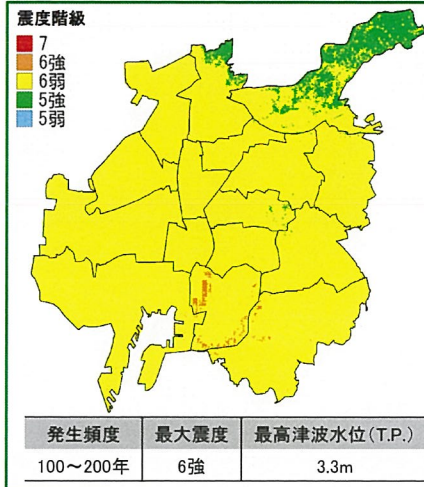 震度階級
7
6強
6弱
5強
5弱
発生頻度 最大震度 最高津波水位(T.P.)
100～200年 6強 3.3m